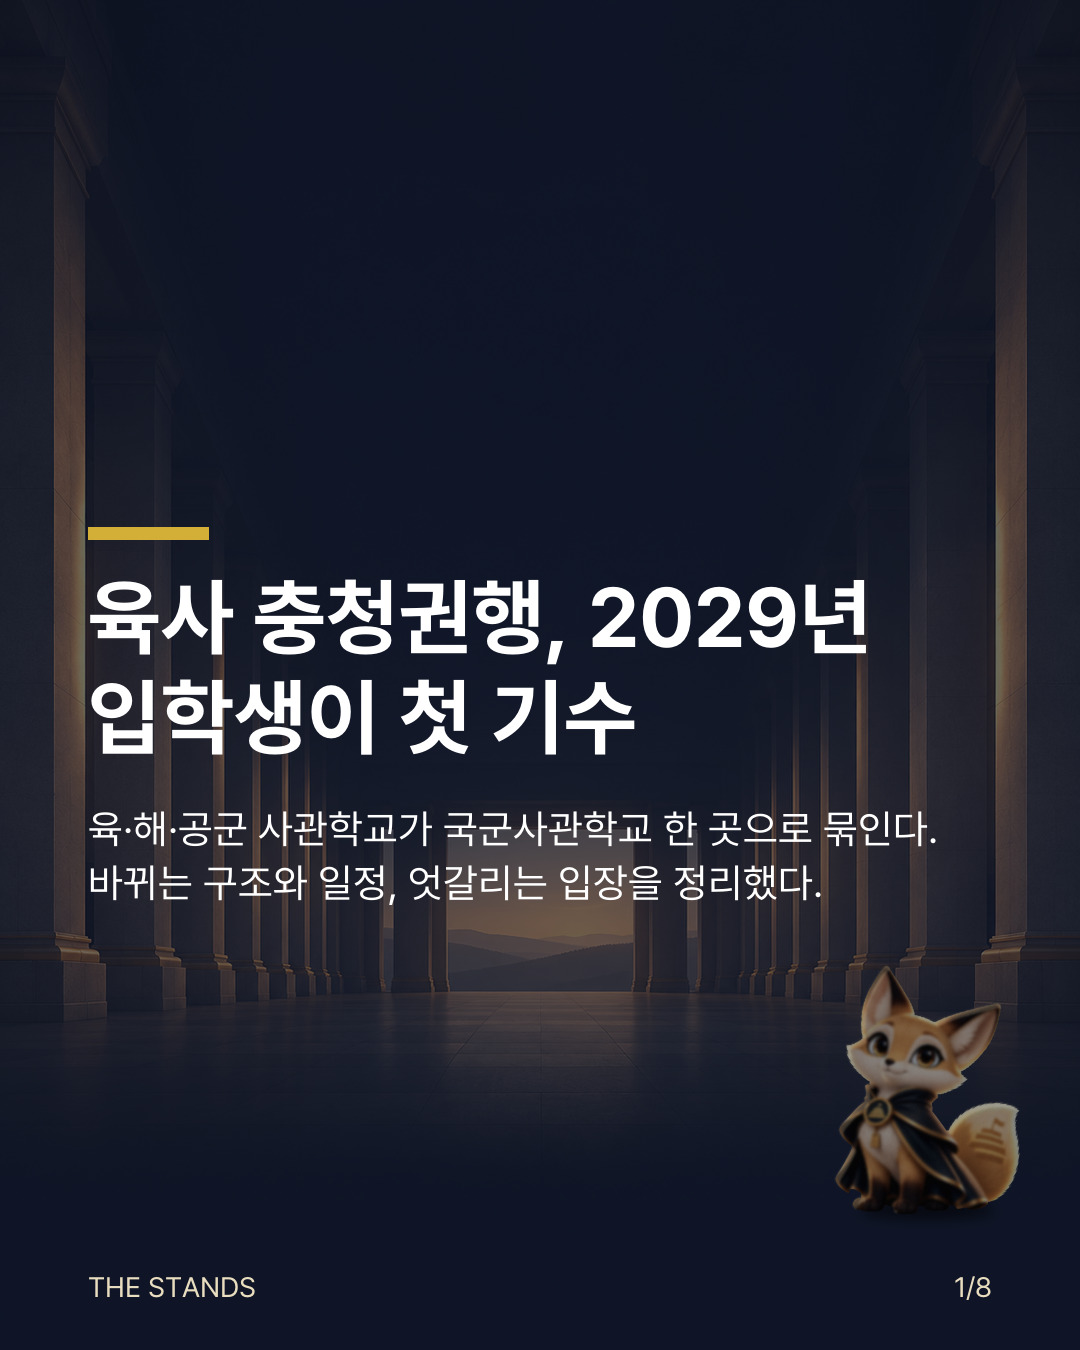 육사 충청권행, 2029년
입학생이 첫 기수
육·해·공군 사관학교가 국군사관학교 한 곳으로 묶인다.
바뀌는 구조와 일정, 엇갈리는 입장을 정리했다.
THE STANDS
1/8